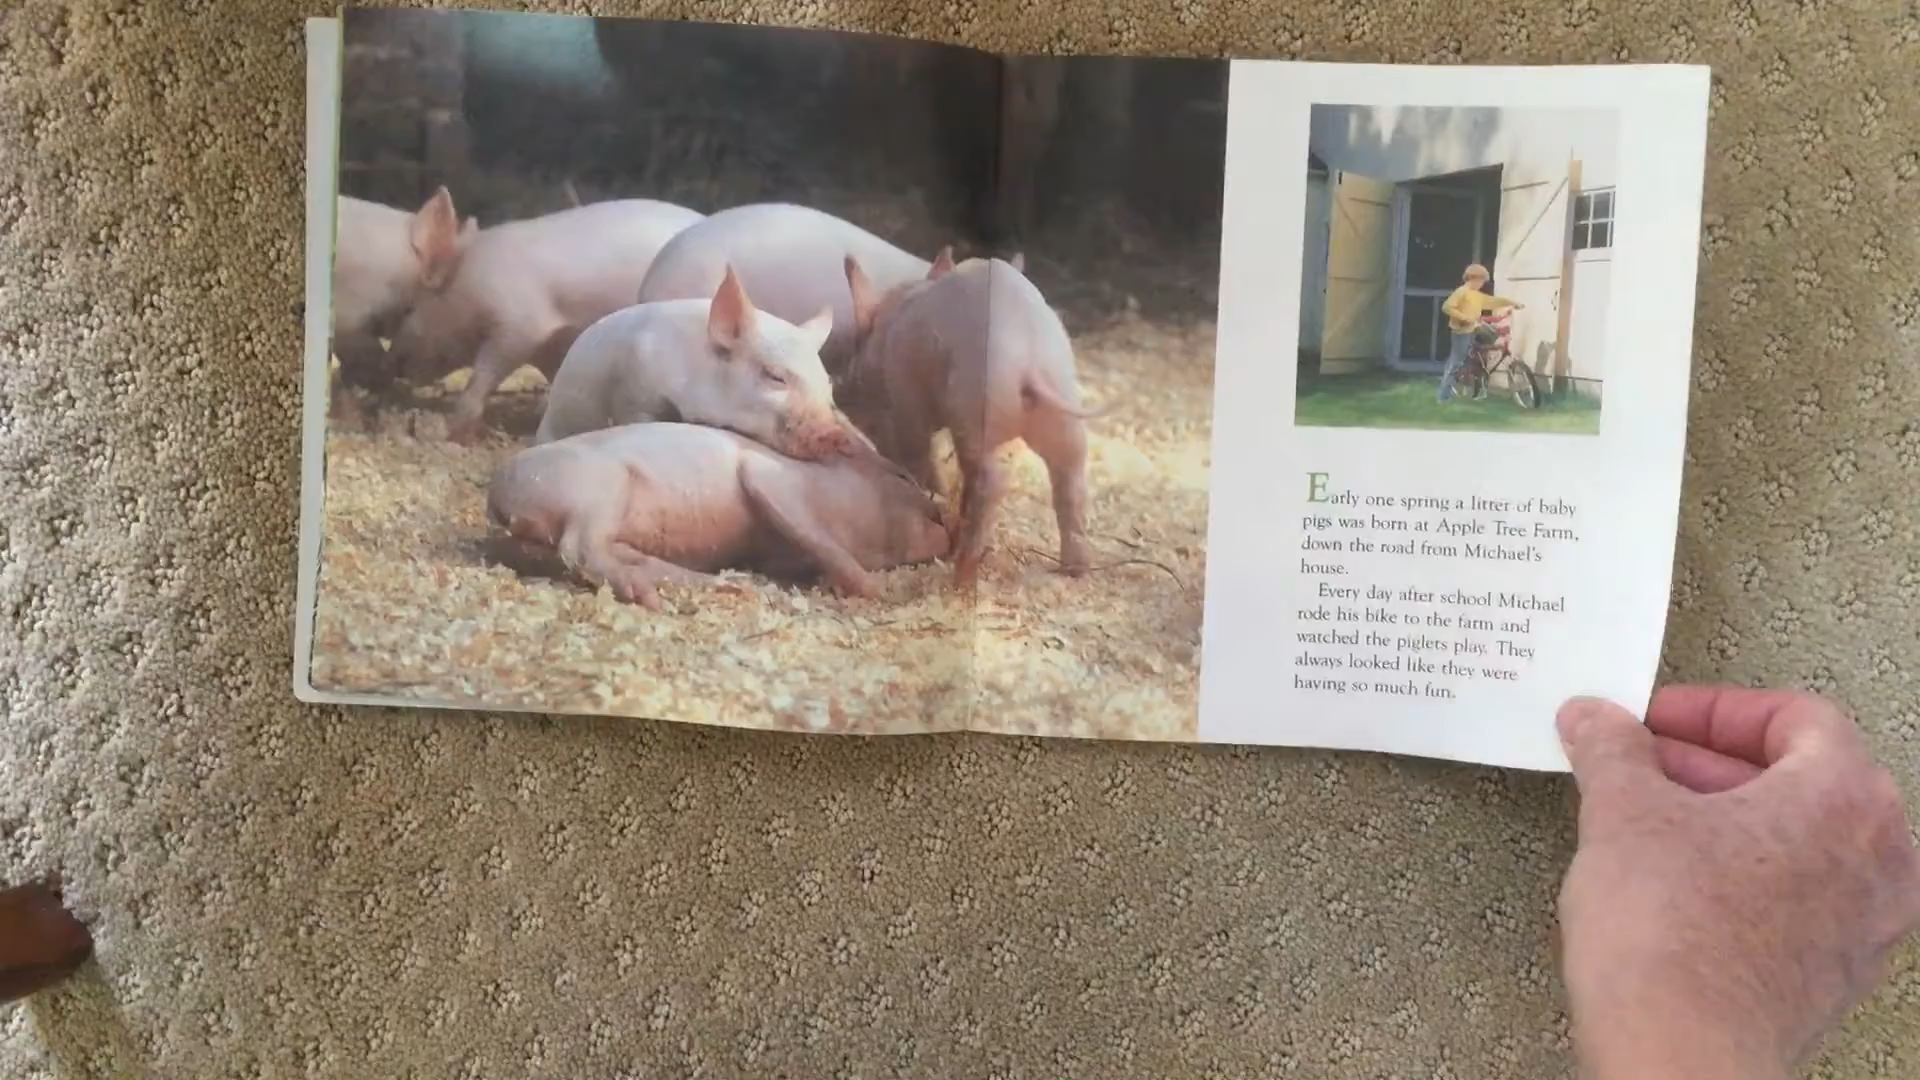 Early one spring a litter of baby
pigs was born at Apple Tree Farm,
down the road from Michael's
house.
Every day after school Michael
rode his bike to the farm and
watched the piglets play. They
always looked like they were
having so much fun.